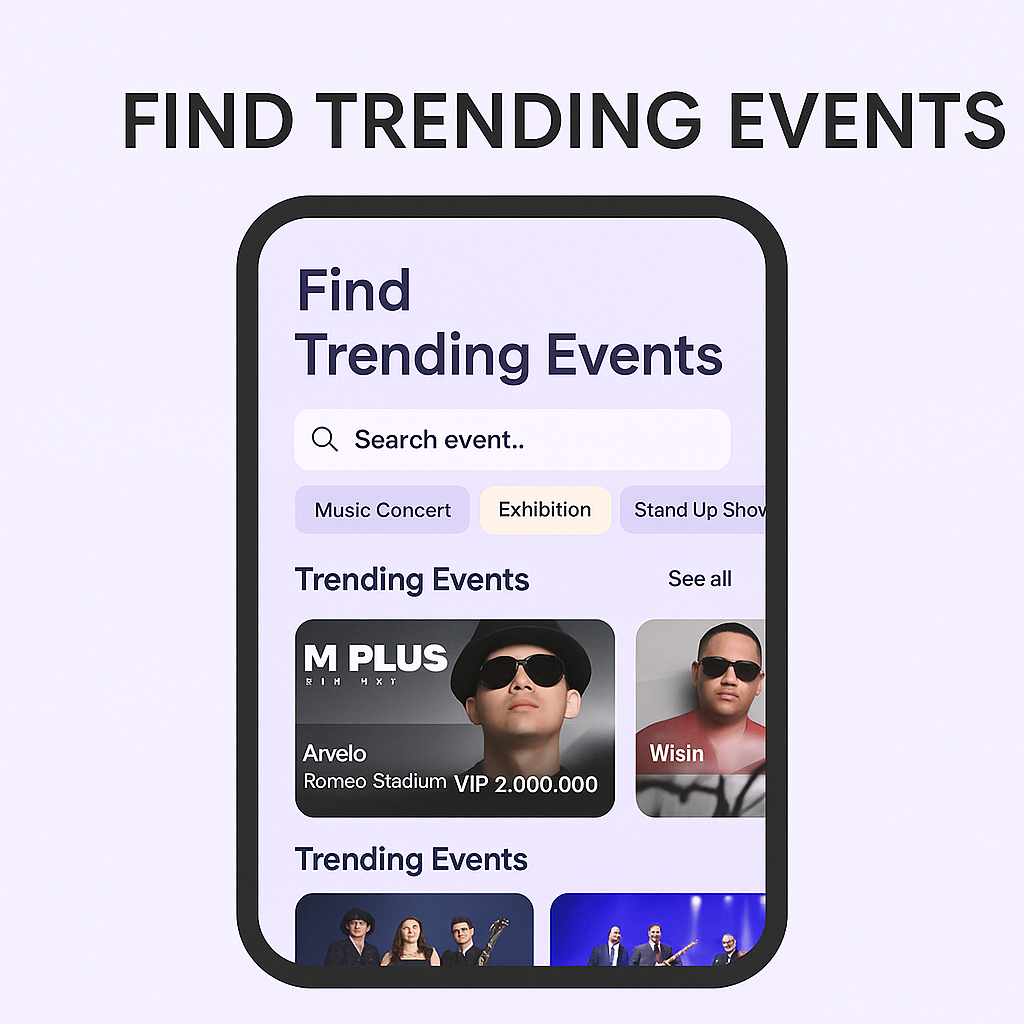 FIND TRENDING EVENTS
Find
Trending Events
Search event..
Music Concert
Exhibition
Stand Up Show
Trending Events
See all
M PLUS
Arvelo
Romeo Stadium
VIP 2.000.000
Wisin
Trending Events